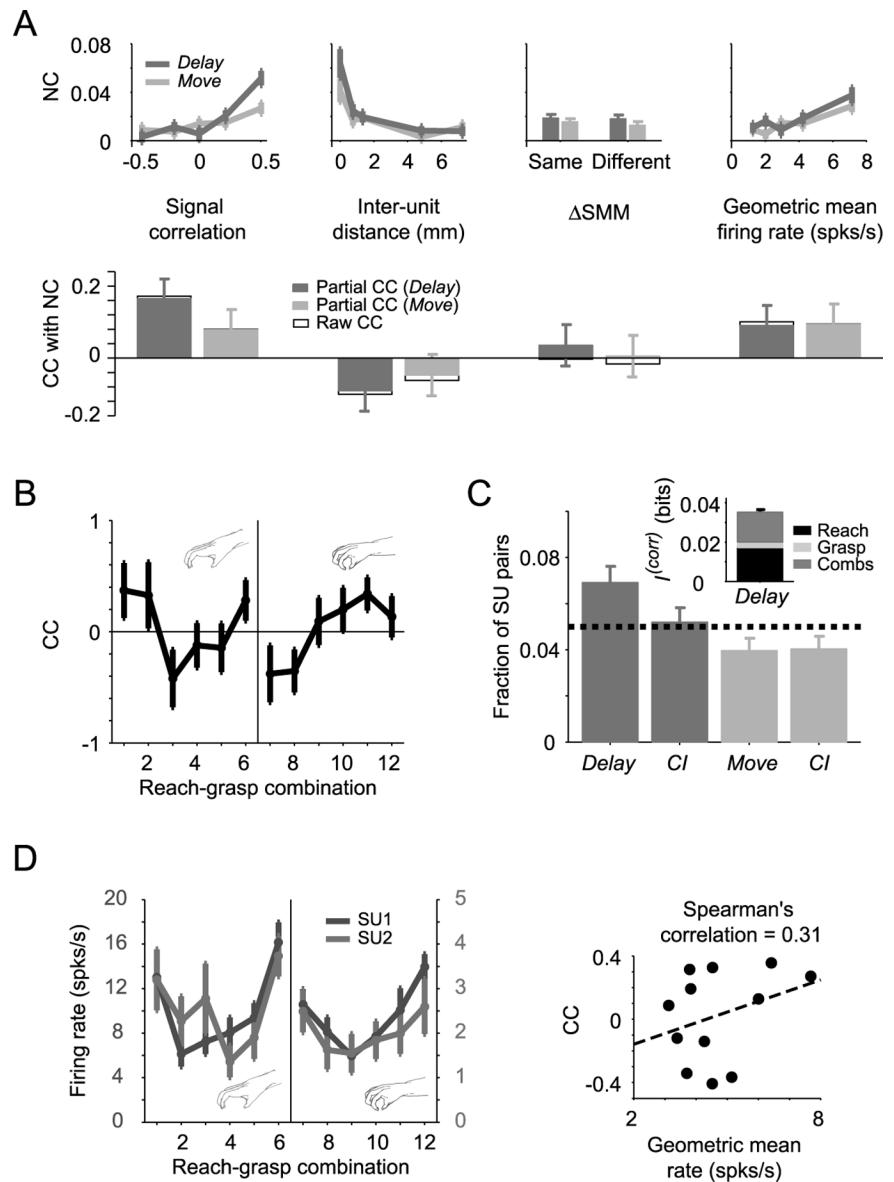 A
NC
0.08
0.04
0
Delay
Move
-0.5 0 0.5
0 2 4 6
Same Different
0 2 4 6 8
Signal
correlation
Inter-unit
distance (mm)
ΔSMM
Geometric mean
firing rate (spks/s)
CC with NC
0.2
0
-0.2
Partial CC (Delay)
Partial CC (Move)
Raw CC
B
CC
1
0
-1
2 4 6 8 10 12
Reach-grasp combination
C
Fraction of SU pairs
0.08
0.04
0
I(corr) (bits)
0.04
0.02
0
Reach
Grasp
Combs
Delay
Delay CI Move CI
D
Firing rate (spks/s)
20
16
12
8
4
0
SU1
SU2
5
4
3
2
1
0
2 4 6 8 10 12
Reach-grasp combination
Spearman's
correlation = 0.31
CC
0.4
0
-0.4
2 8
Geometric mean
rate (spks/s)